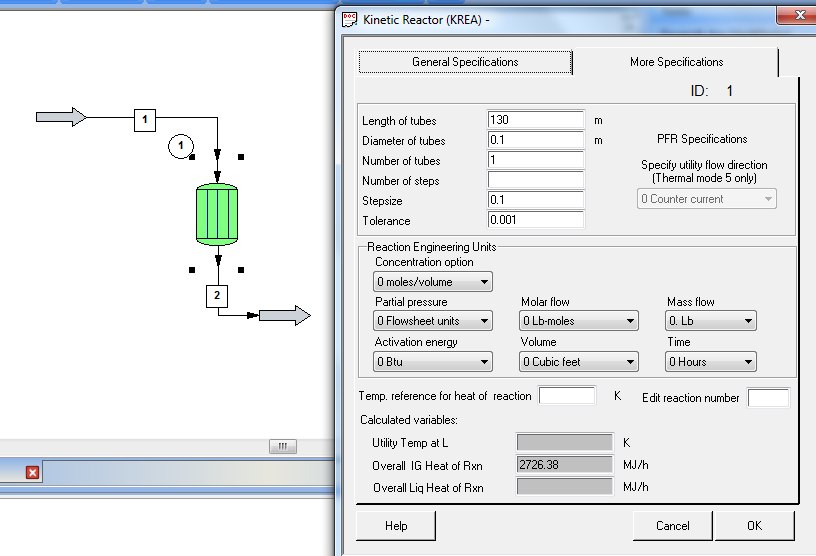 1
1
2
DOC
Kinetic Reactor (KREA) -
General Specifications
More Specifications
ID: 1
Length of tubes 130 m
Diameter of tubes 0.1 m
Number of tubes 1
Number of steps
Stepsize 0.1
Tolerance 0.001
PFR Specifications
Specify utility flow direction
(Thermal mode 5 only)
0 Counter current
Reaction Engineering Units
Concentration option
0 moles/volume
Partial pressure Molar flow Mass flow
0 Flowsheet units 0 Lb-moles 0. Lb
Activation energy Volume Time
0 Btu 0 Cubic feet 0 Hours
Temp. reference for heat of reaction K Edit reaction number
Calculated variables:
Utility Temp at L K
Overall IG Heat of Rxn 2726.38 MJ/h
Overall Liq Heat of Rxn MJ/h
Help Cancel OK